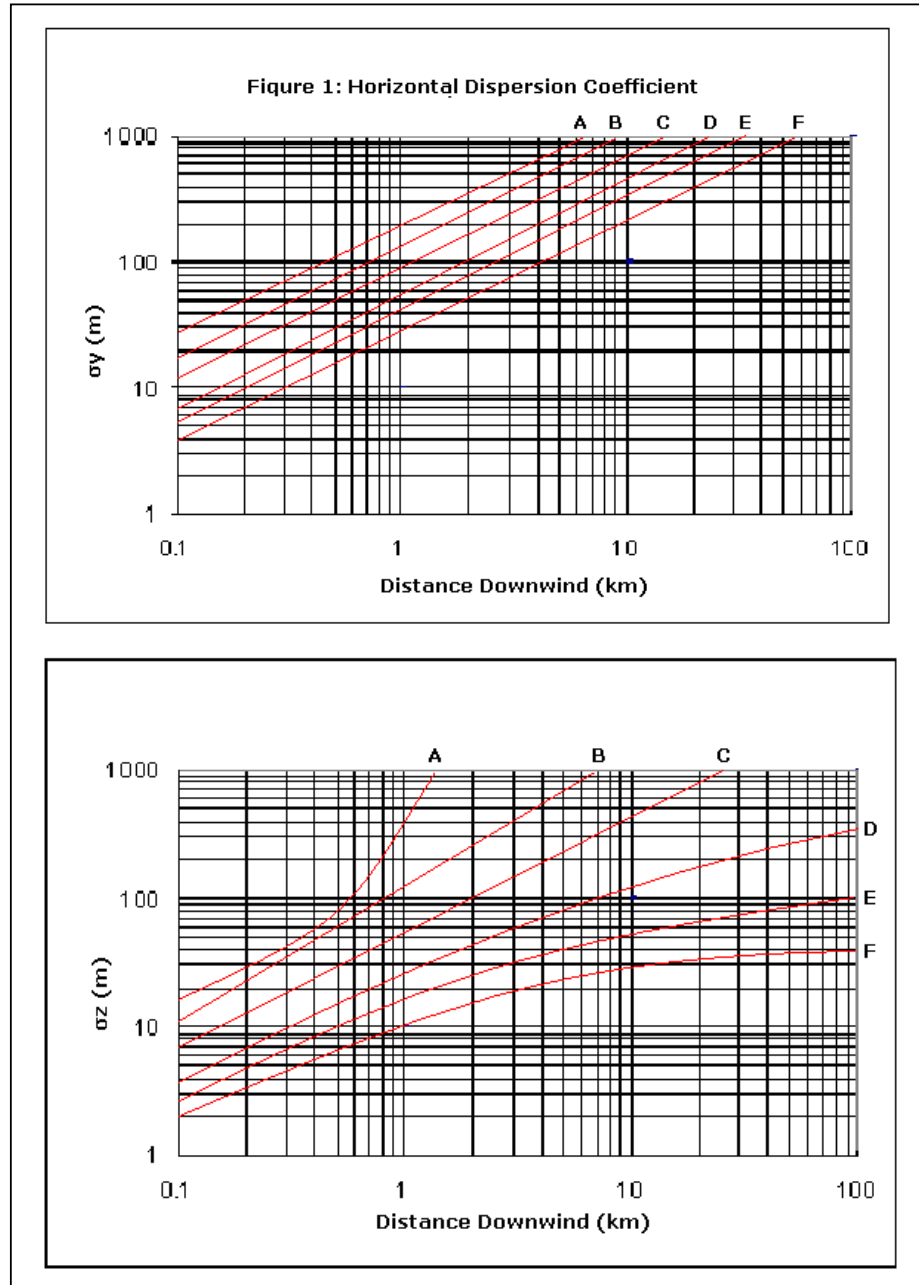 Fiqure 1: Horizontal Dispersion Coefficient
A B C D E F
1000
100
10
1
σy (m)
0.1 1 10 100
Distance Downwind (km)
A B C
1000
D
100
E
F
10
1
σz (m)
0.1 1 10 100
Distance Downwind (km)